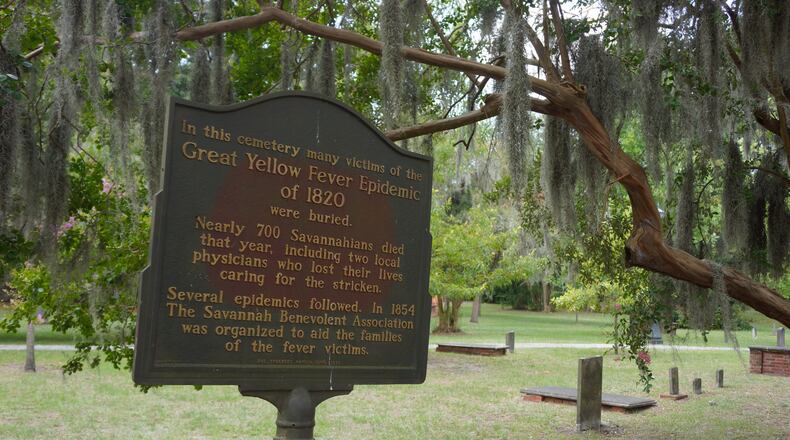 In this cemetery many victims of the
Great Yellow Fever Epidemic
of 1820
were buried.
Nearly 700 Savannahians died
that year, including two local
physicians who lost their lives
caring for the stricken.
Several epidemics followed. In 1854
The Savannah Benevolent Association
was organized to aid the families
of the fever victims.